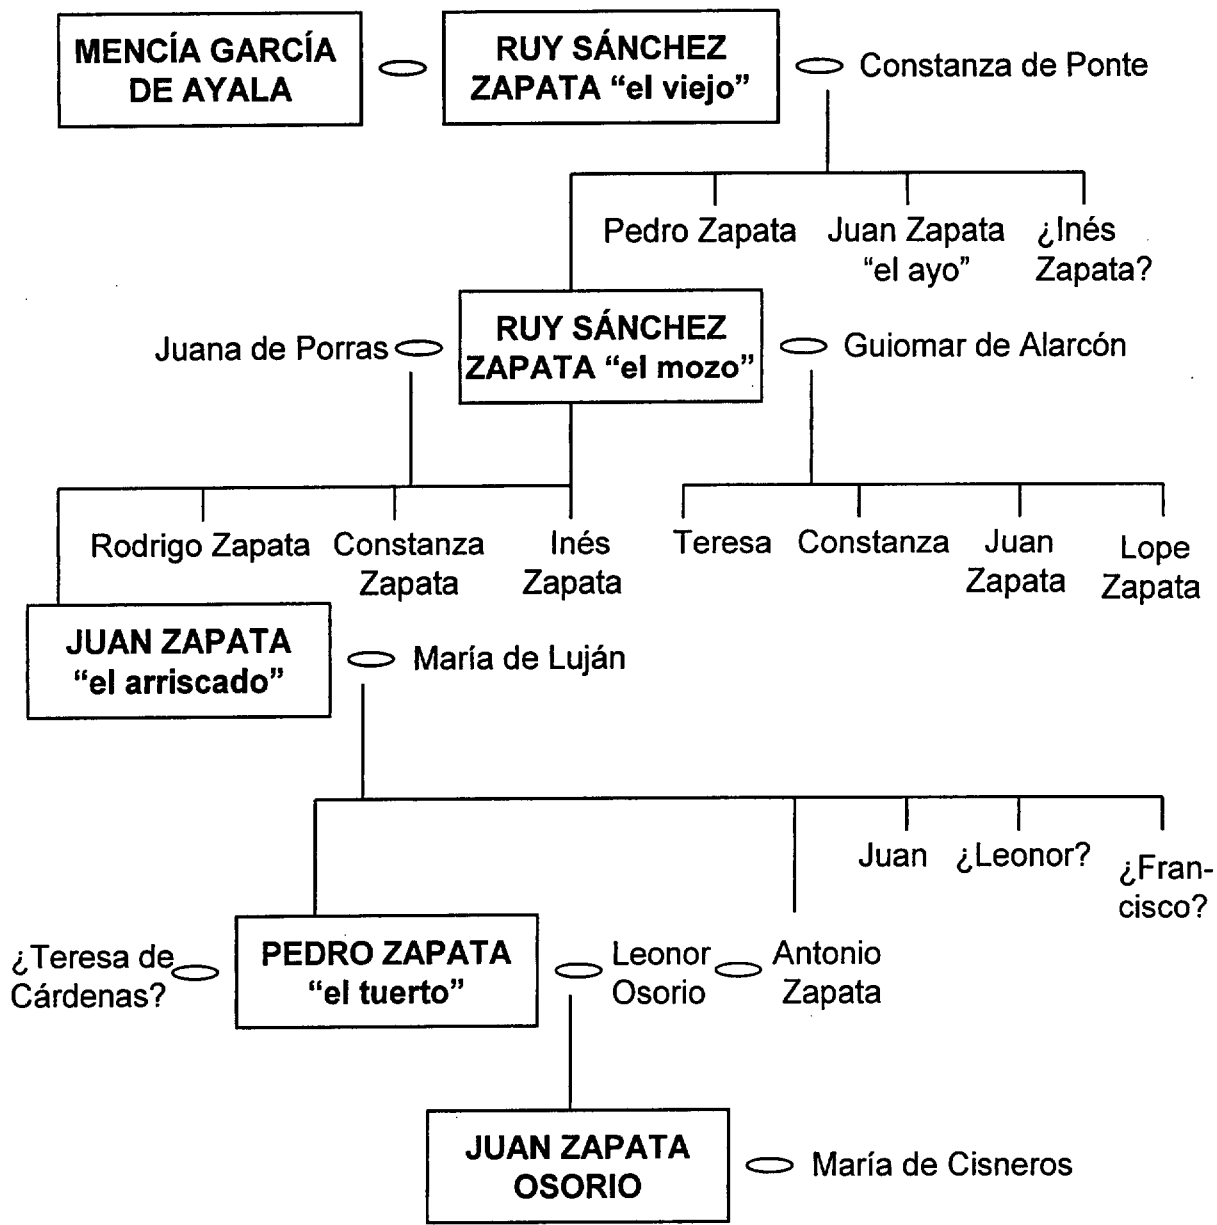 MENCÍA GARCÍA
DE AYALA
RUY SÁNCHEZ
ZAPATA “el viejo”
Constanza de Ponte
Pedro Zapata
Juan Zapata
“el ayo”
¿Inés
Zapata?
Juana de Porras
RUY SÁNCHEZ
ZAPATA “el mozo”
Guiomar de Alarcón
Rodrigo Zapata
Constanza
Zapata
Inés
Zapata
Teresa
Constanza
Juan
Zapata
Lope
Zapata
JUAN ZAPATA
“el arriscado”
María de Luján
Juan
¿Leonor?
¿Fran-
cisco?
¿Teresa de
Cárdenas?
PEDRO ZAPATA
“el tuerto”
Leonor
Osorio
Antonio
Zapata
JUAN ZAPATA
OSORIO
María de Cisneros